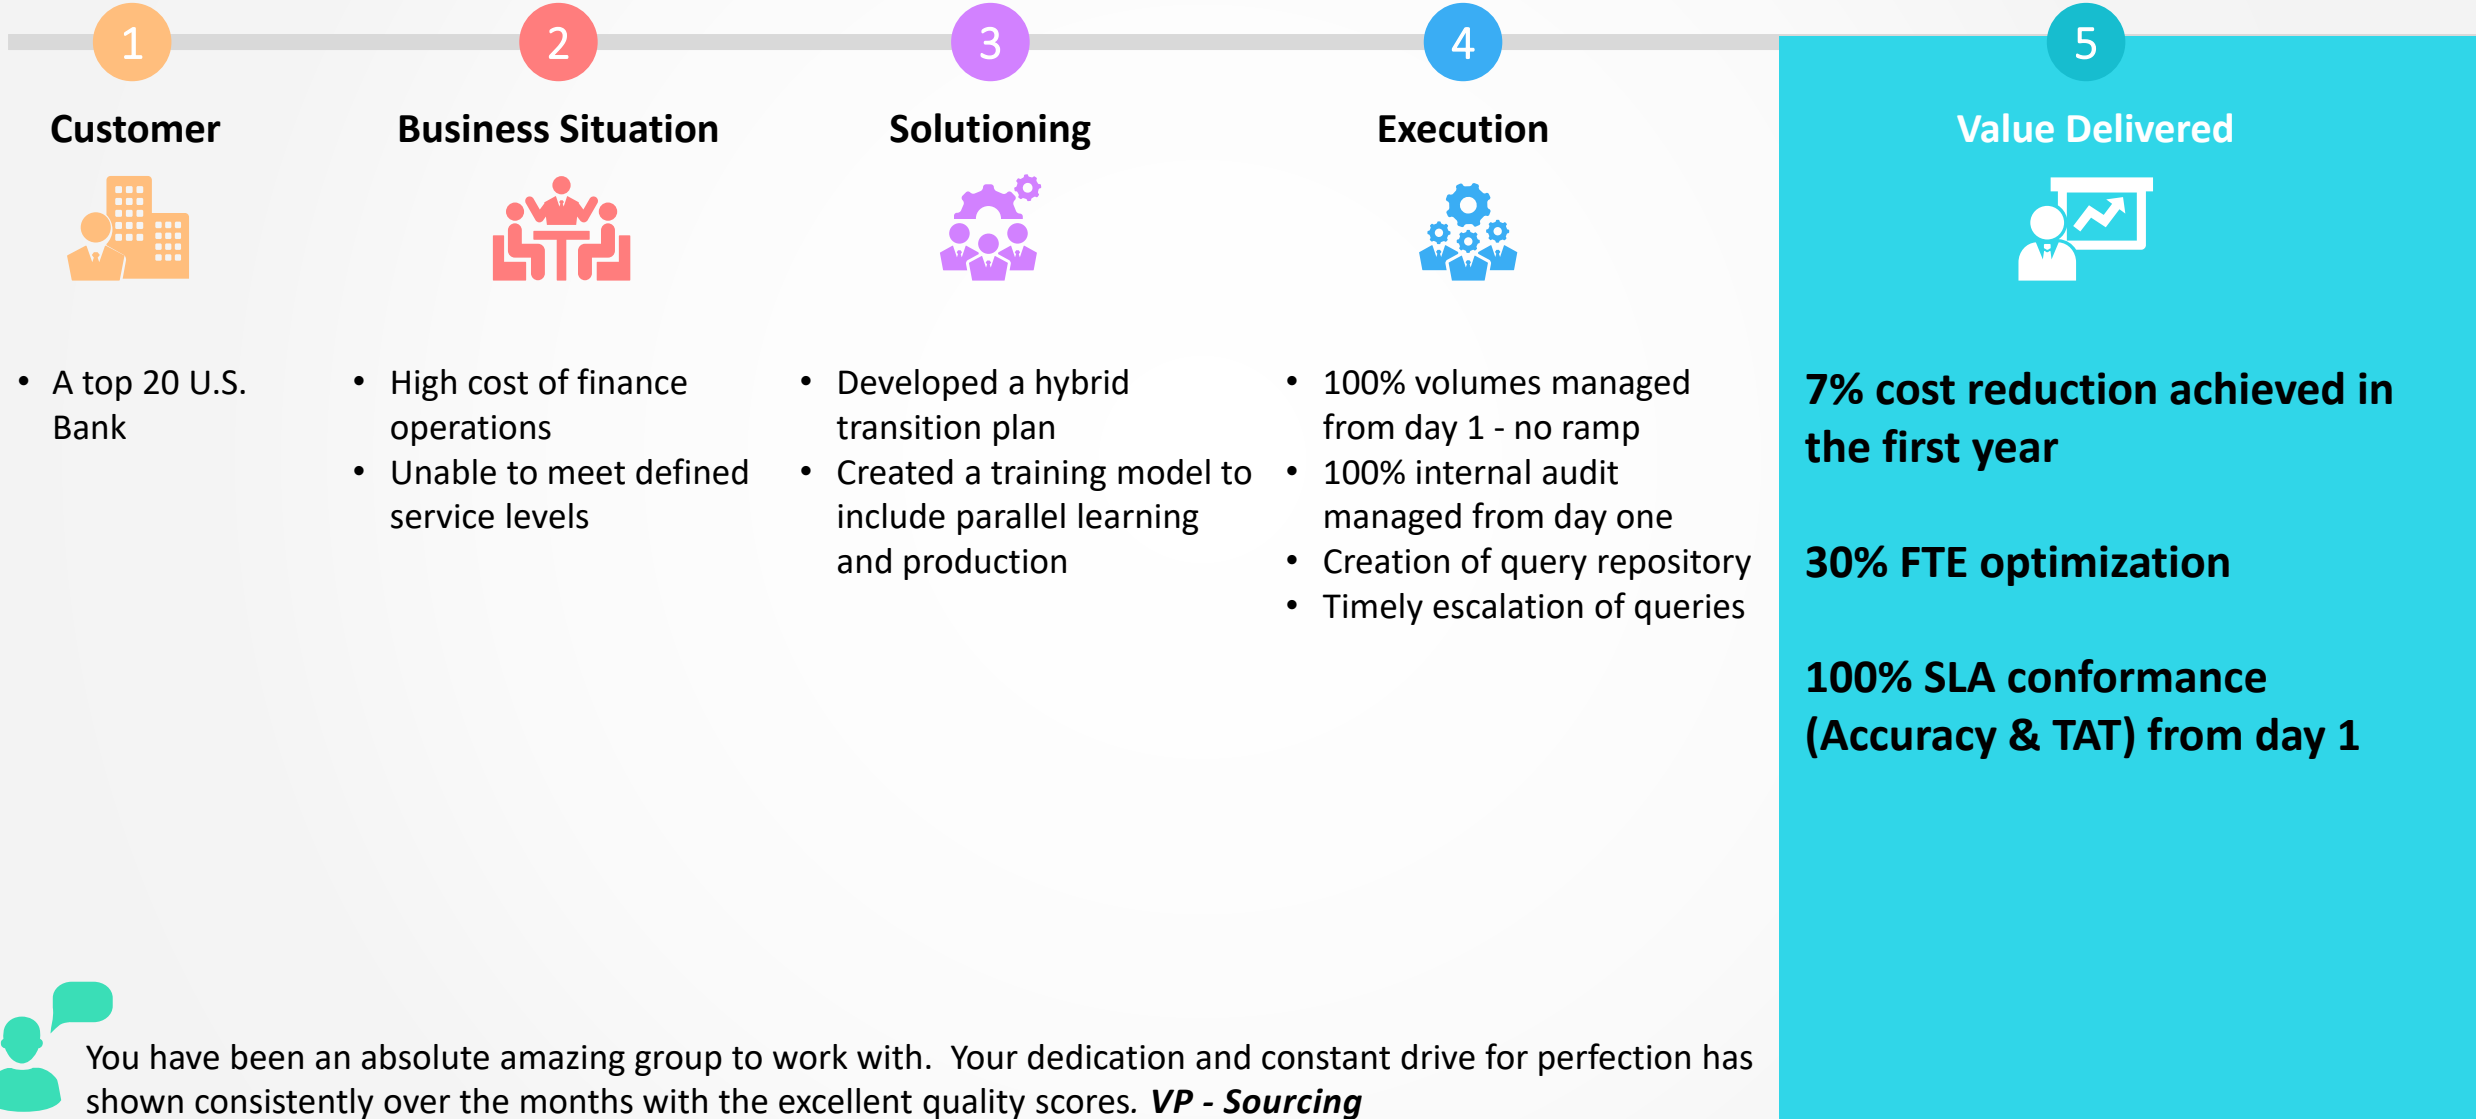 1
2
3
4
5
Customer
Business Situation
Solutioning
Execution
Value Delivered
• A top 20 U.S.
Bank
• High cost of finance
operations
• Unable to meet defined
service levels
• Developed a hybrid
transition plan
• Created a training model to
include parallel learning
and production
• 100% volumes managed
from day 1 - no ramp
• 100% internal audit
managed from day one
• Creation of query repository
• Timely escalation of queries
7% cost reduction achieved in
the first year
30% FTE optimization
100% SLA conformance
(Accuracy & TAT) from day 1
You have been an absolute amazing group to work with.  Your dedication and constant drive for perfection has
shown consistently over the months with the excellent quality scores. VP - Sourcing